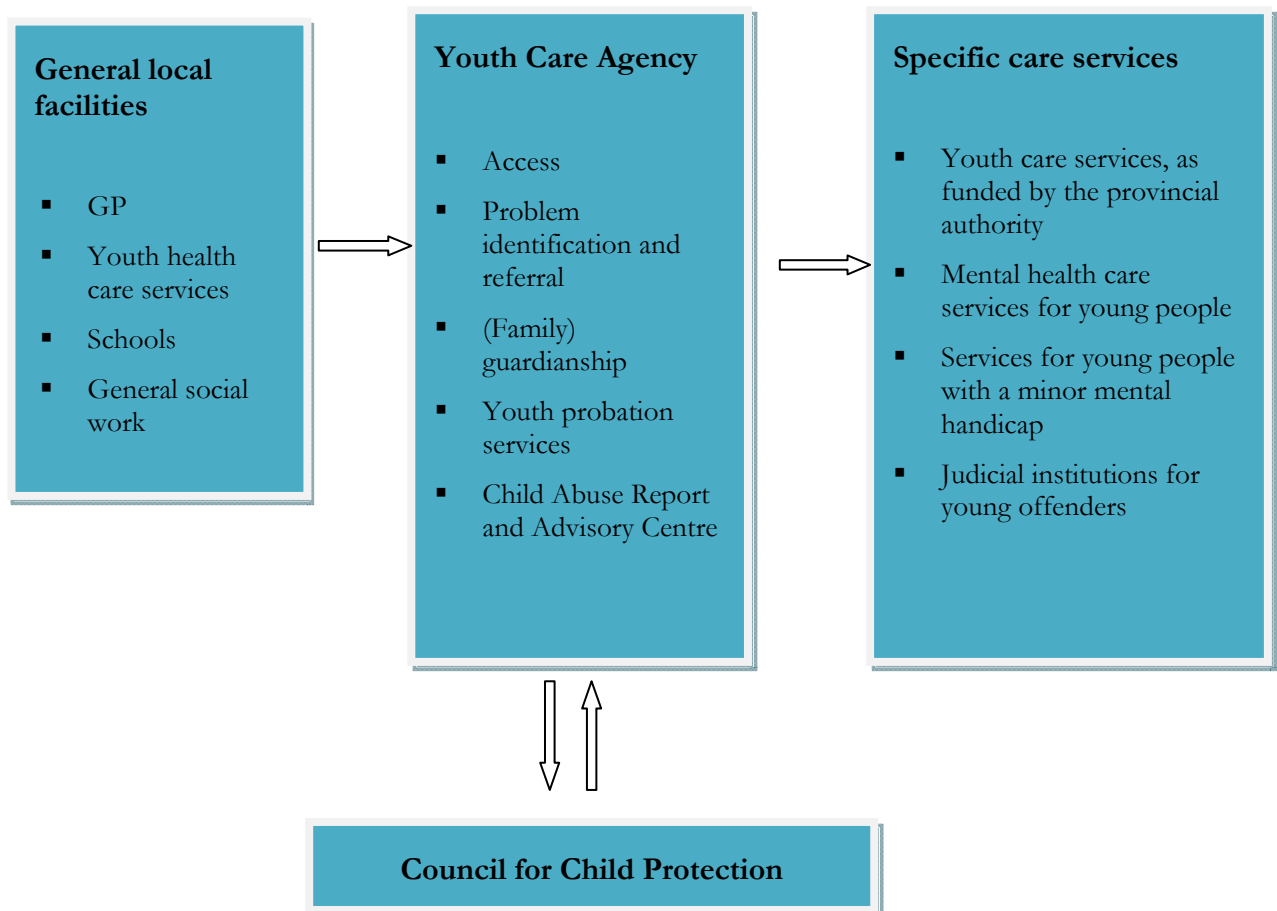 General local
facilities
▪ GP
▪ Youth health
care services
▪ Schools
▪ General social
work
Youth Care Agency
▪ Access
▪ Problem
identification and
referral
▪ (Family)
guardianship
▪ Youth probation
services
▪ Child Abuse Report
and Advisory Centre
Specific care services
▪ Youth care services, as
funded by the provincial
authority
▪ Mental health care
services for young people
▪ Services for young people
with a minor mental
handicap
▪ Judicial institutions for
young offenders
Council for Child Protection